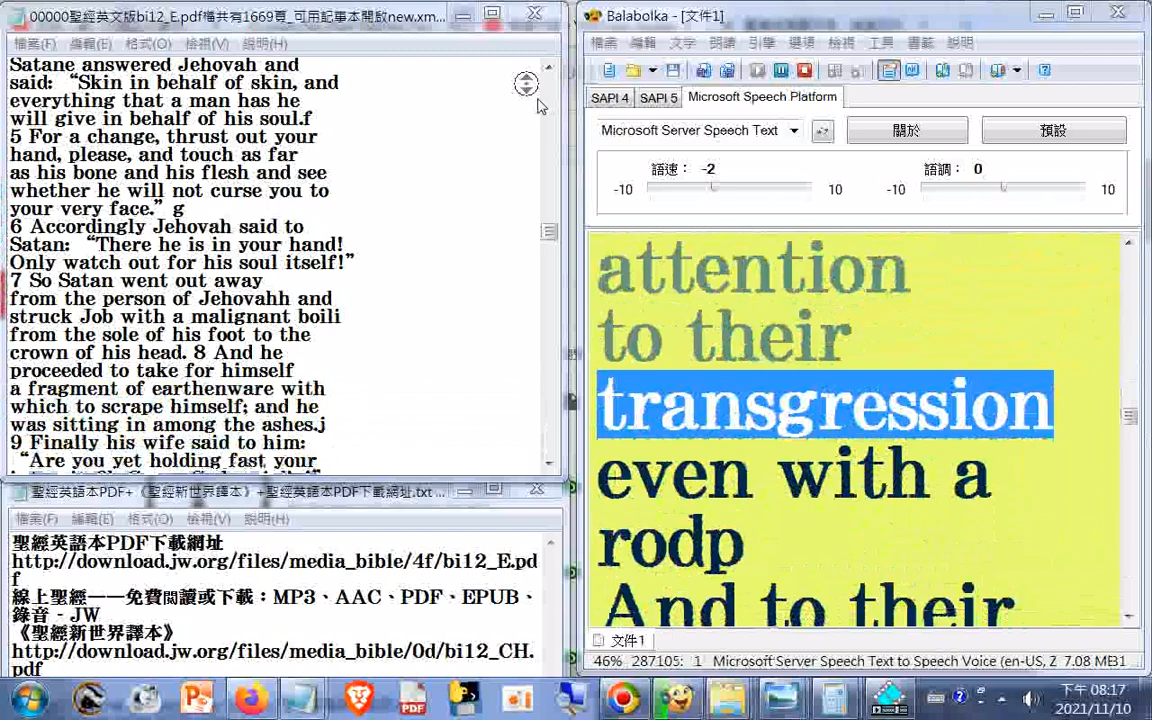 00000聖經英文版bi12_E.pdf檔共有1669頁_可用記事本開啟new.xm...
檔案(F) 編輯(E) 格式(O) 檢視(V) 說明(H)
Satane answered Jehovah and
said: “Skin in behalf of skin, and
everything that a man has he
will give in behalf of his soul.f
5 For a change, thrust out your
hand, please, and touch as far
as his bone and his flesh and see
whether he will not curse you to
your very face.” g
6 Accordingly Jehovah said to
Satan: “There he is in your hand!
Only watch out for his soul itself!”
7 So Satan went out away
from the person of Jehovahh and
struck Job with a malignant boili
from the sole of his foot to the
crown of his head. 8 And he
proceeded to take for himself
a fragment of earthenware with
which to scrape himself; and he
was sitting in among the ashes.j
9 Finally his wife said to him:
“Are you yet holding fast your
聖經英語本PDF+《聖經新世界譯本》+聖經英語本PDF下載網址.txt ...
檔案(F) 編輯(E) 格式(O) 檢視(V) 說明(H)
聖經英語本PDF下載網址
http://download.jw.org/files/media_bible/4f/bi12_E.pd
f
線上聖經——免費閱讀或下載：MP3、AAC、PDF、EPUB、
錄音 - JW
《聖經新世界譯本》
http://download.jw.org/files/media_bible/0d/bi12_CH.
pdf
Balabolka - [文件1]
檔案 編輯 文字 朗讀 引擎 選項 檢視 工具 書籤 說明
SAPI 4 SAPI 5 Microsoft Speech Platform
Microsoft Server Speech Text 關於 預設
語速： -2 語調： 0
-10 10 -10 10
attention
to their
transgression
even with a
rodp
And to their
文件1
46% 287105: 1 Microsoft Server Speech Text to Speech Voice (en-US, Z 7.08 MB1
下午 08:17
2021/11/10